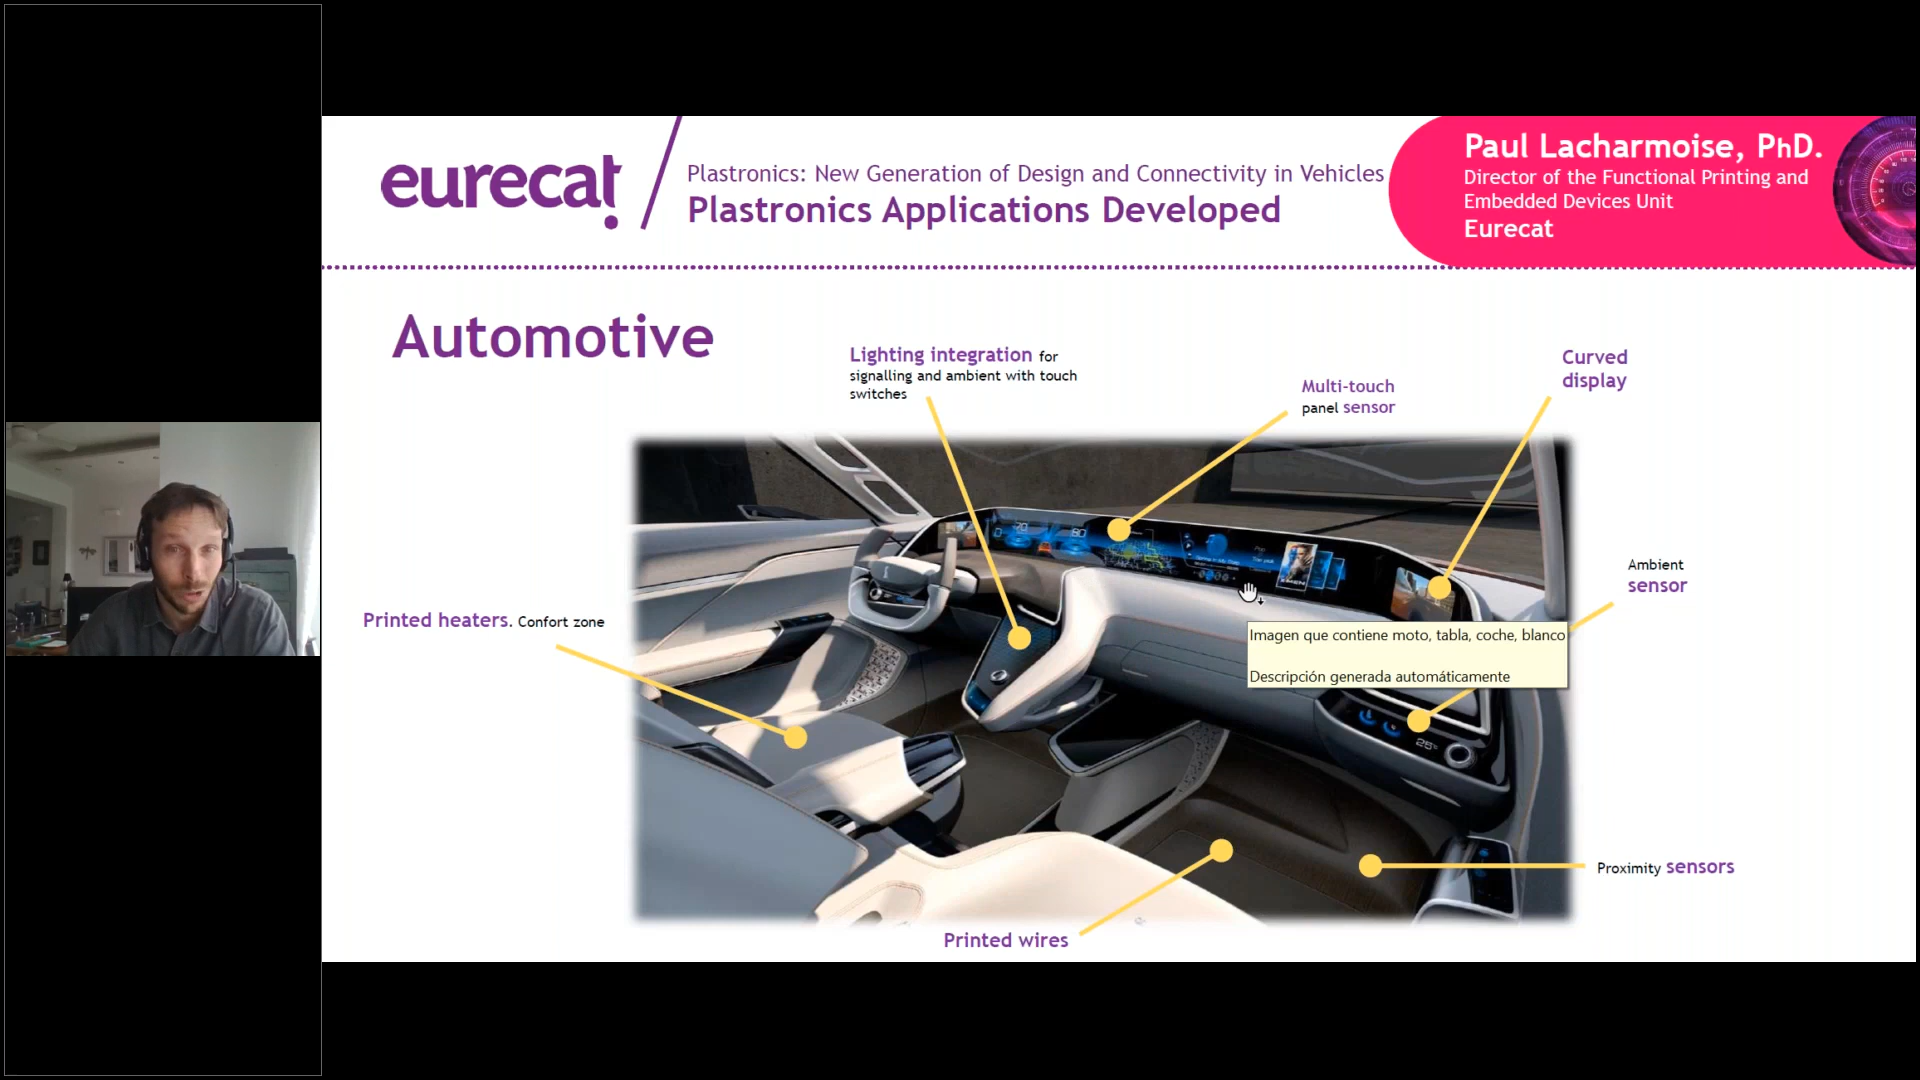 eurecat
Plastronics: New Generation of Design and Connectivity in Vehicles
Plastronics Applications Developed
Paul Lacharmoise, PhD.
Director of the Functional Printing and
Embedded Devices Unit
Eurecat
Automotive
Lighting integration for
signalling and ambient with touch
switches
Multi-touch
panel sensor
Curved
display
Ambient
sensor
Printed heaters. Confort zone
Imagen que contiene moto, tabla, coche, blanco
Descripción generada automáticamente
25°
Proximity sensors
Printed wires